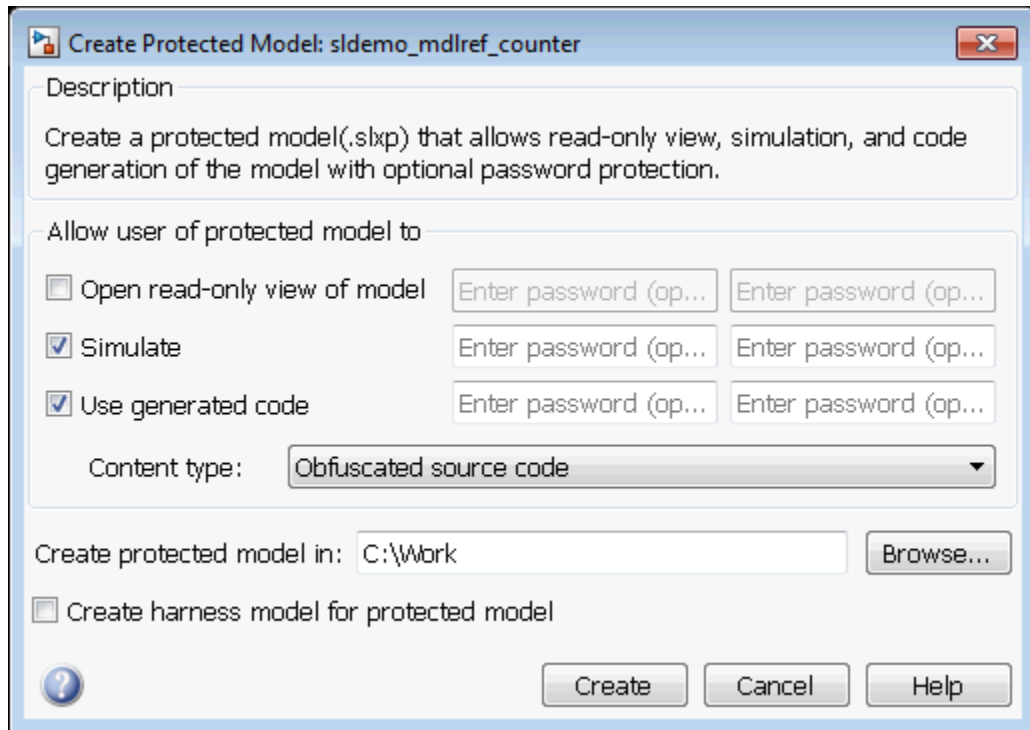 Create Protected Model: sldemo_mdlref_counter
Description
Create a protected model(.slxp) that allows read-only view, simulation, and code
generation of the model with optional password protection.
Allow user of protected model to
Open read-only view of model Enter password (op... Enter password (op...
Simulate Enter password (op... Enter password (op...
Use generated code Enter password (op... Enter password (op...
Content type: Obfuscated source code
Create protected model in: C:\Work Browse...
Create harness model for protected model
? Create Cancel Help